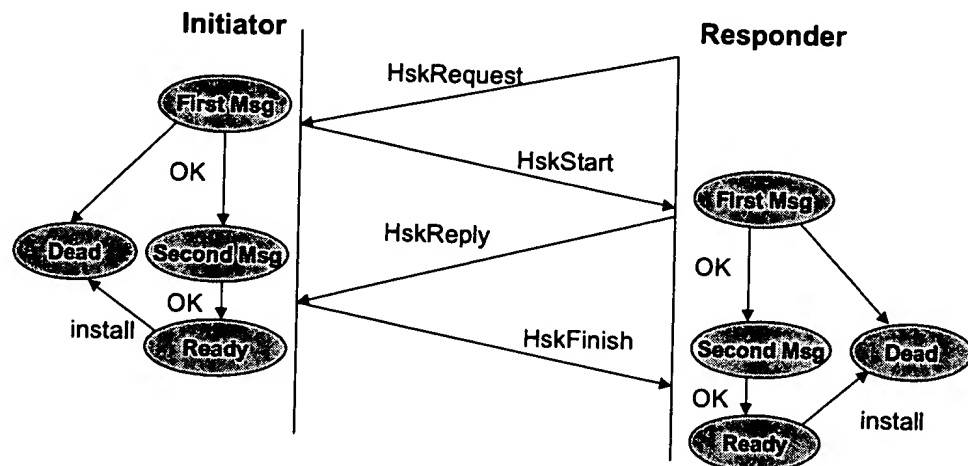 Initiator
Responder
HskRequest
First Msg
OK
HskStart
First Msg
HskReply
Dead
Second Msg
OK
OK
install
Ready
HskFinish
Second Msg
Dead
OK
install
Ready